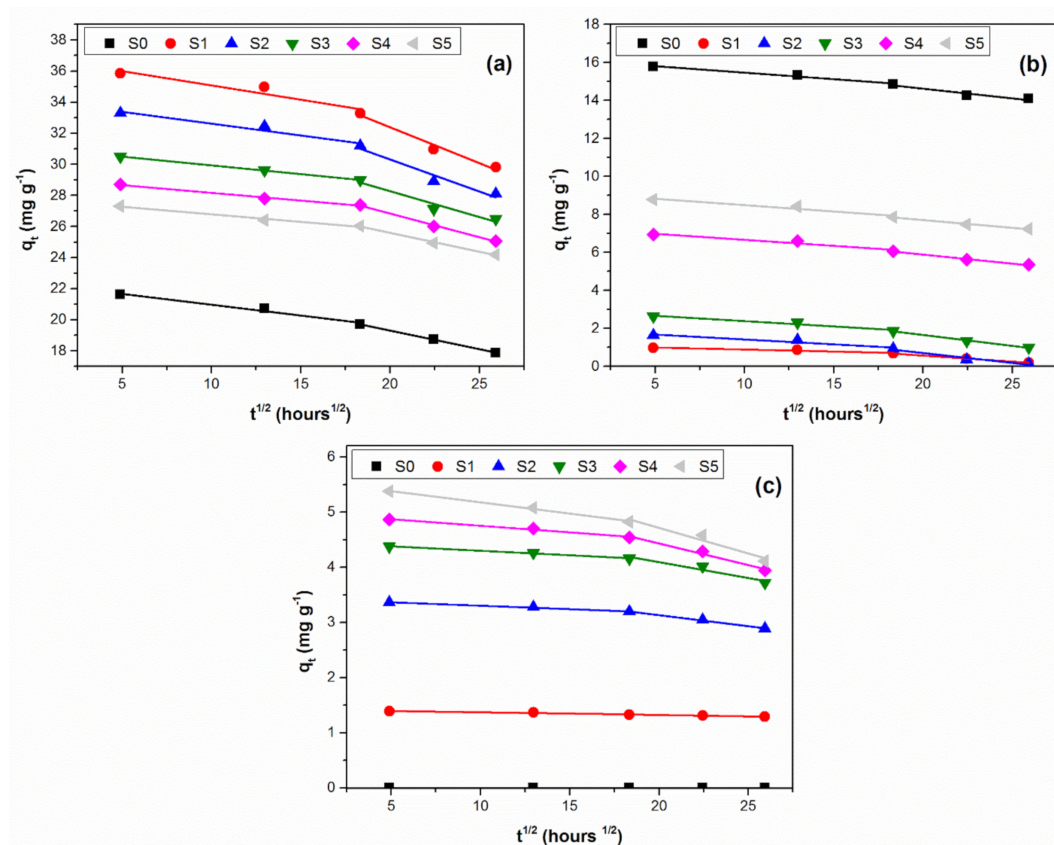 S0 S1 S2 S3 S4 S5
(a)
38
36
34
32
30
28
26
24
22
20
18
qt (mg g-1)
5 10 15 20 25
t1/2 (hours1/2)
S0 S1 S2 S3 S4 S5
(b)
18
16
14
12
10
8
6
4
2
0
qt (mg g-1)
5 10 15 20 25
t1/2 (hours1/2)
S0 S1 S2 S3 S4 S5
(c)
6
5
4
3
2
1
0
qt (mg g-1)
5 10 15 20 25
t1/2 (hours 1/2)